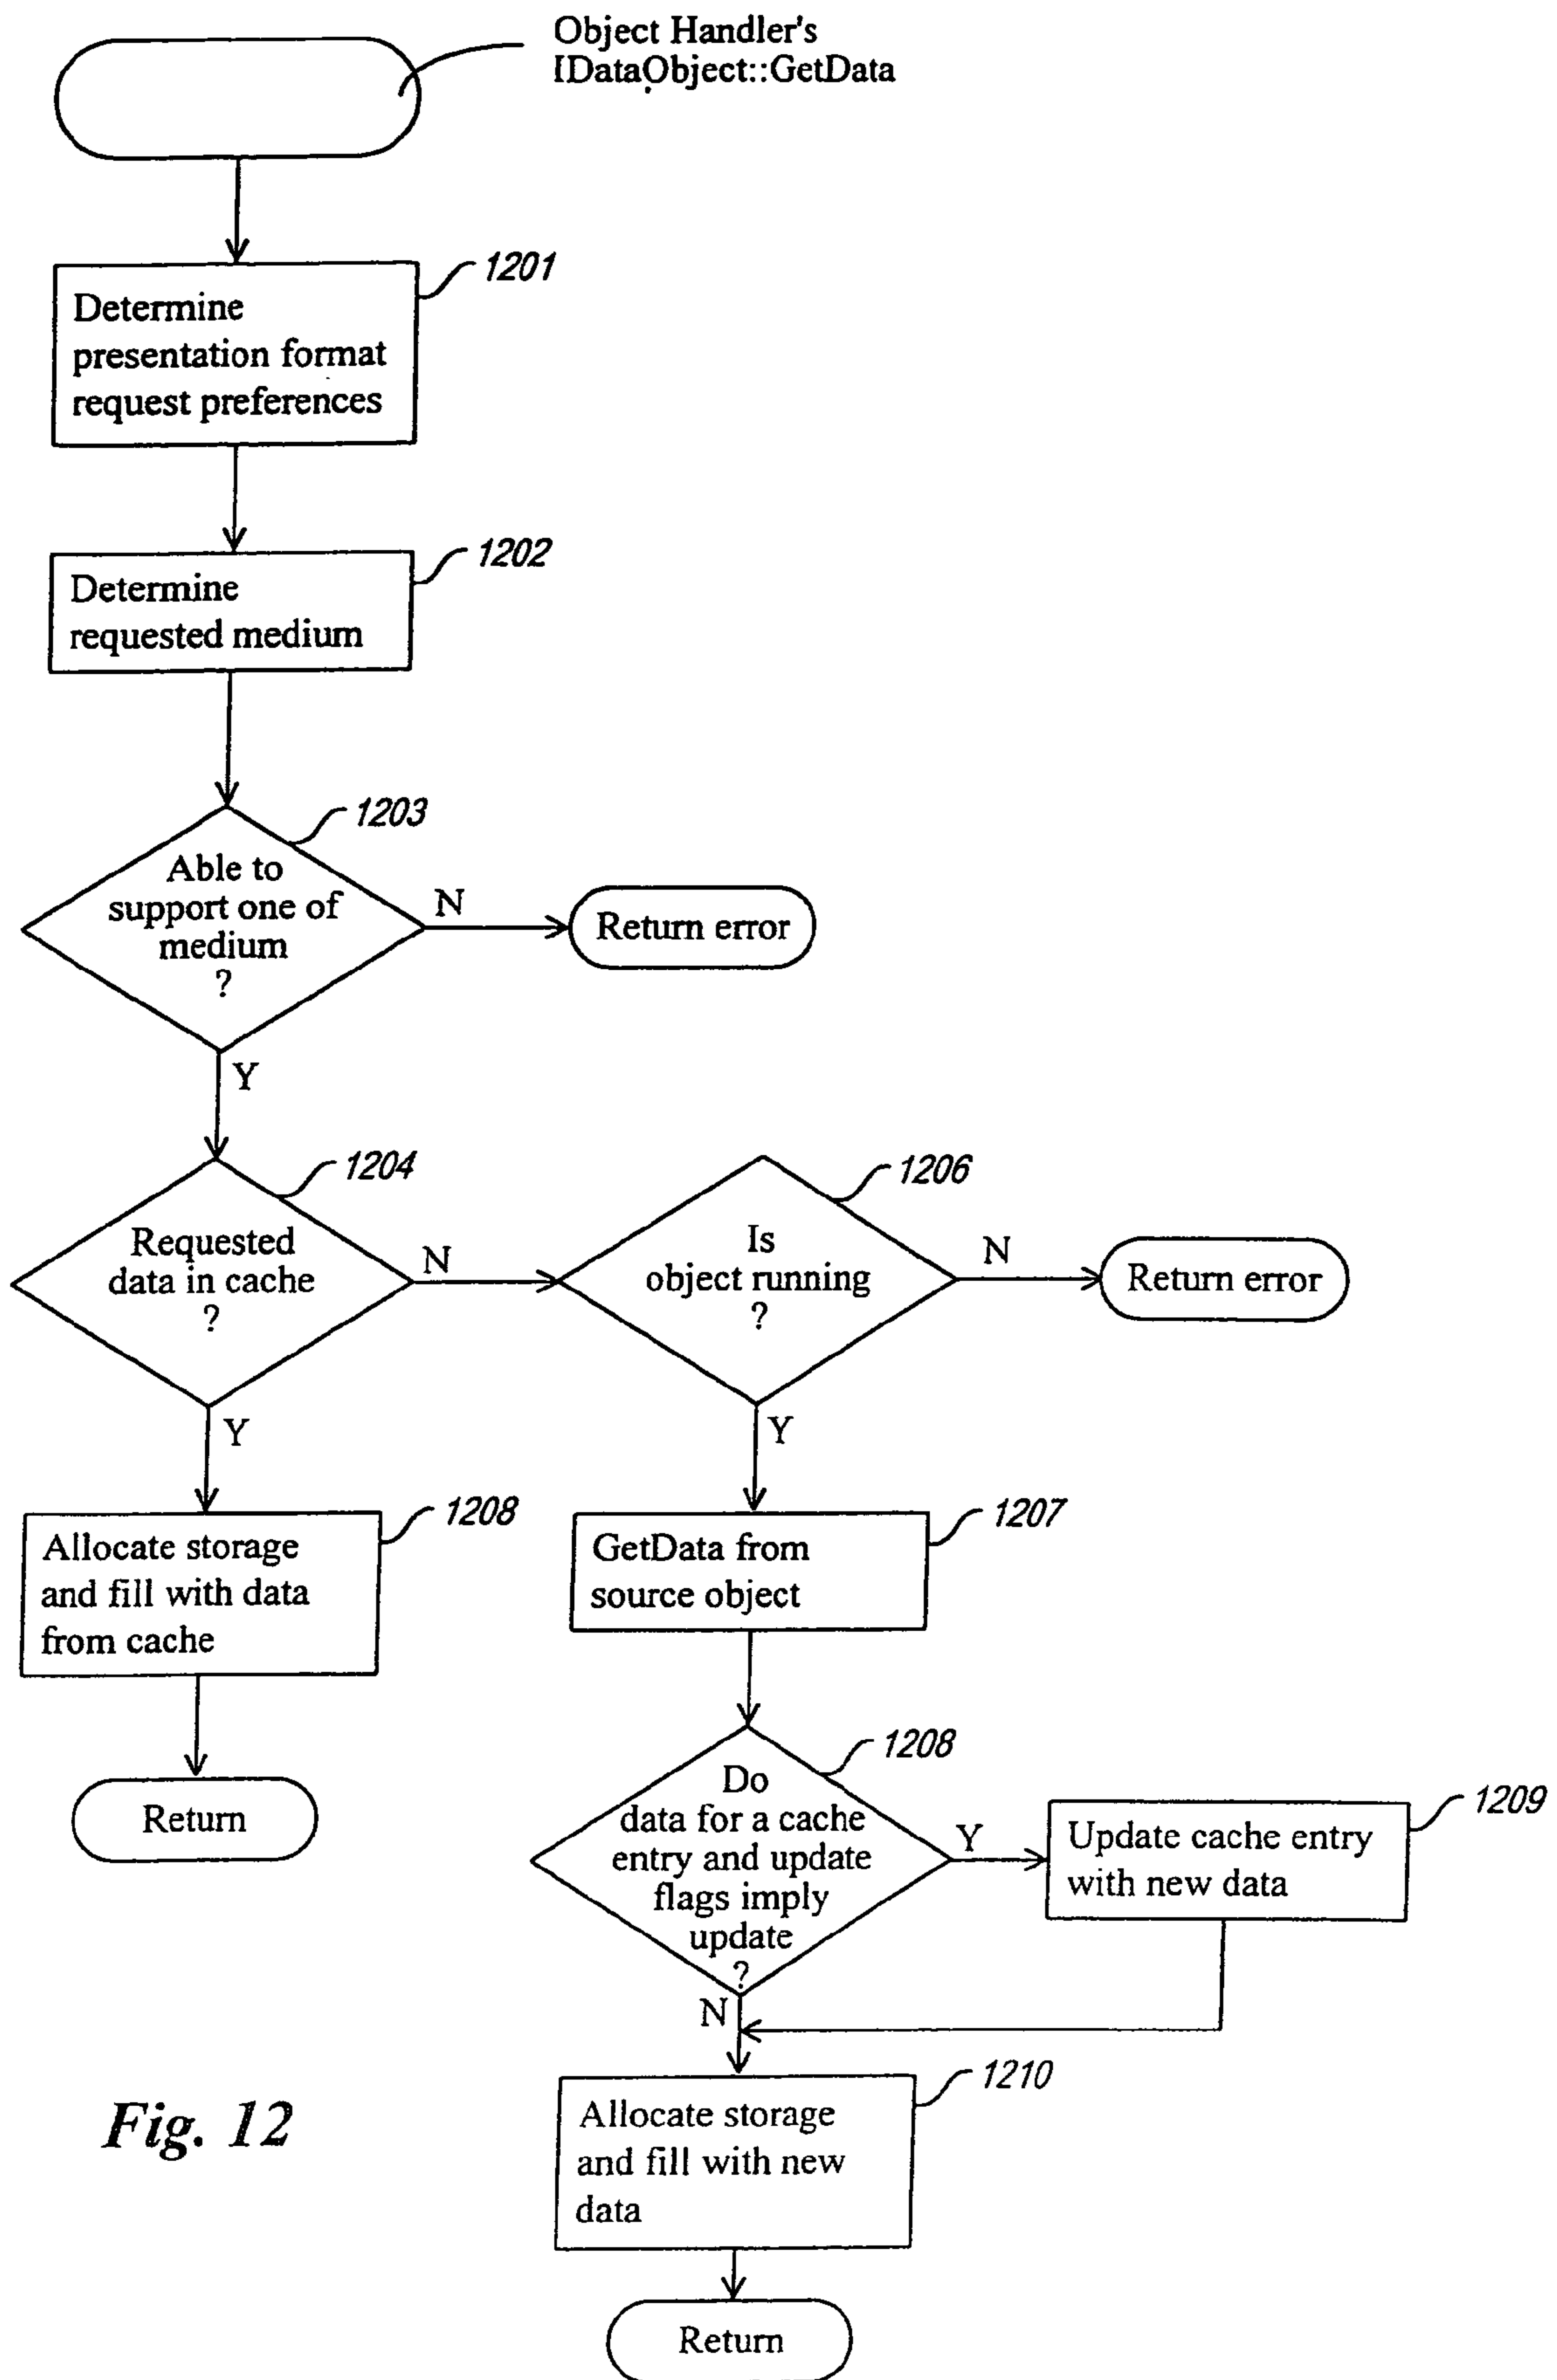 Object Handler's
IDataObject::GetData
1201
Determine
presentation format
request preferences
1202
Determine
requested medium
1203
Able to
support one of
medium
?
N
Return error
Y
1204
Requested
data in cache
?
N
1206
Is
object running
?
N
Return error
Y
Y
1208
Allocate storage
and fill with data
from cache
Return
1207
GetData from
source object
1208
Do
data for a cache
entry and update
flags imply
update
?
Y
1209
Update cache entry
with new data
N
1210
Allocate storage
and fill with new
data
Return
Fig. 12